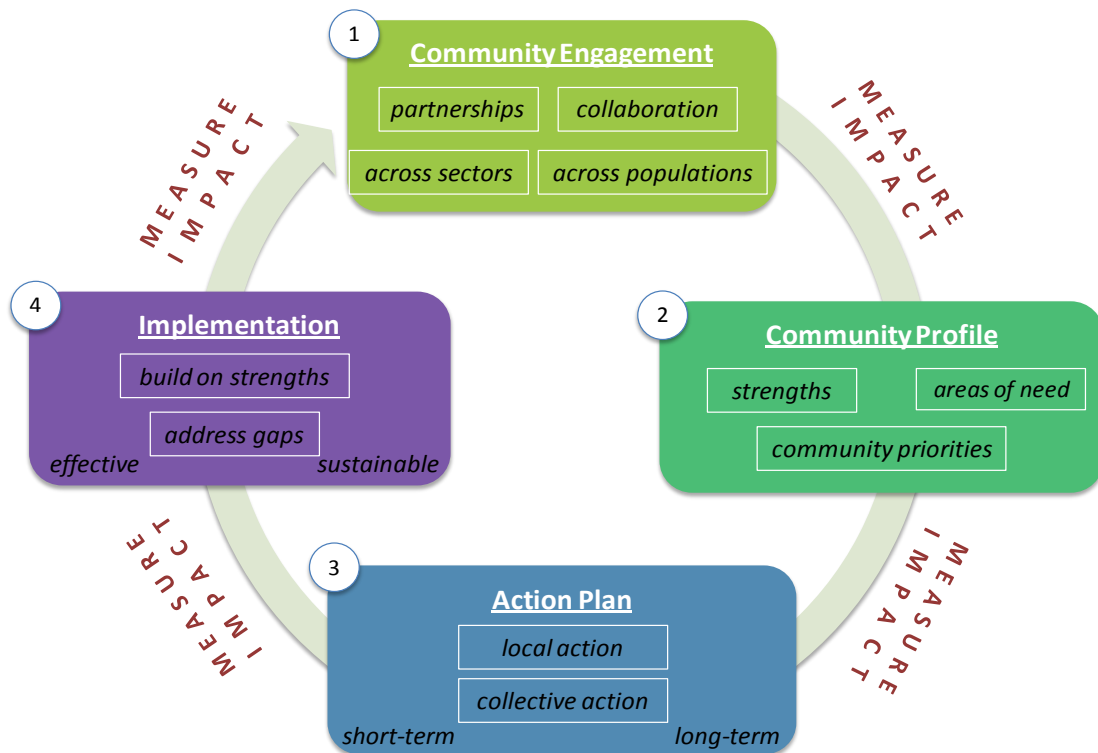 1
Community Engagement
partnerships
collaboration
across sectors
across populations
MEASURE
IMPACT
2
Community Profile
strengths
areas of need
community priorities
MEASURE
IMPACT
3
Action Plan
local action
collective action
short-term
long-term
MEASURE
IMPACT
4
Implementation
build on strengths
address gaps
effective
sustainable
MEASURE
IMPACT